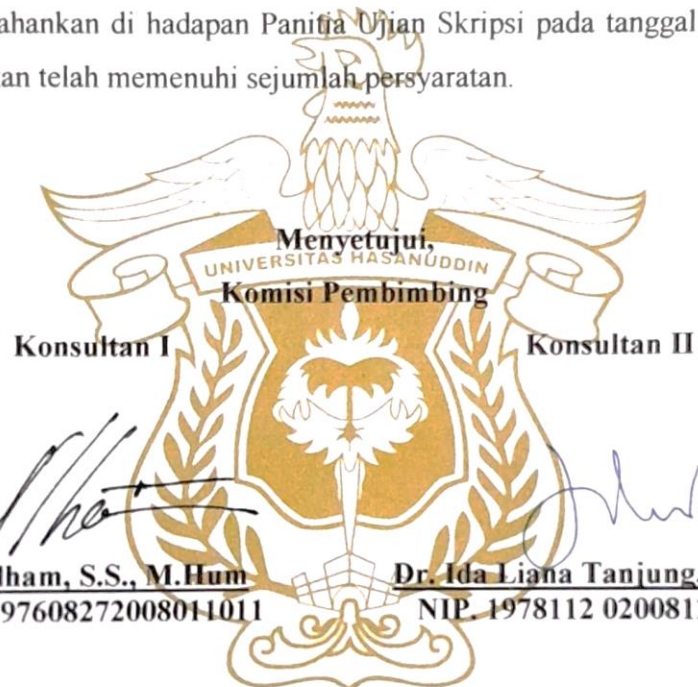 ahankan di hadapan Panitia Ujian Skripsi pada tanggal
an telah memenuhi sejumlah persyaratan.
Menyetujui,
UNIVERSITAS HASANUDDIN
Komisi Pembimbing
Konsultan I Konsultan II
lham, S.S., M.Hum Dr. Ida Liana Tanjung
97608272008011011 NIP. 1978112 020081